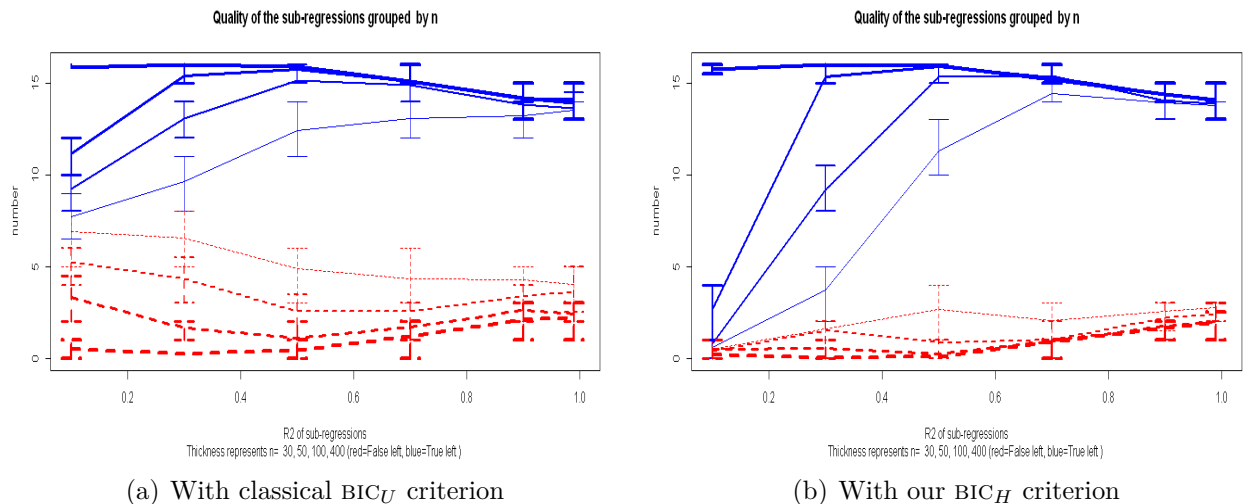 Quality of the sub-regressions grouped by n
number
0
5
10
15
0.2 0.4 0.6 0.8 1.0
R2 of sub-regressions
Thickness represents n= 30, 50, 100, 400 (red=False left, blue=True left )
(a) With classical BIC_U criterion
Quality of the sub-regressions grouped by n
number
0
5
10
15
0.2 0.4 0.6 0.8 1.0
R2 of sub-regressions
Thickness represents n= 30, 50, 100, 400 (red=False left, blue=True left )
(b) With our BIC_H criterion